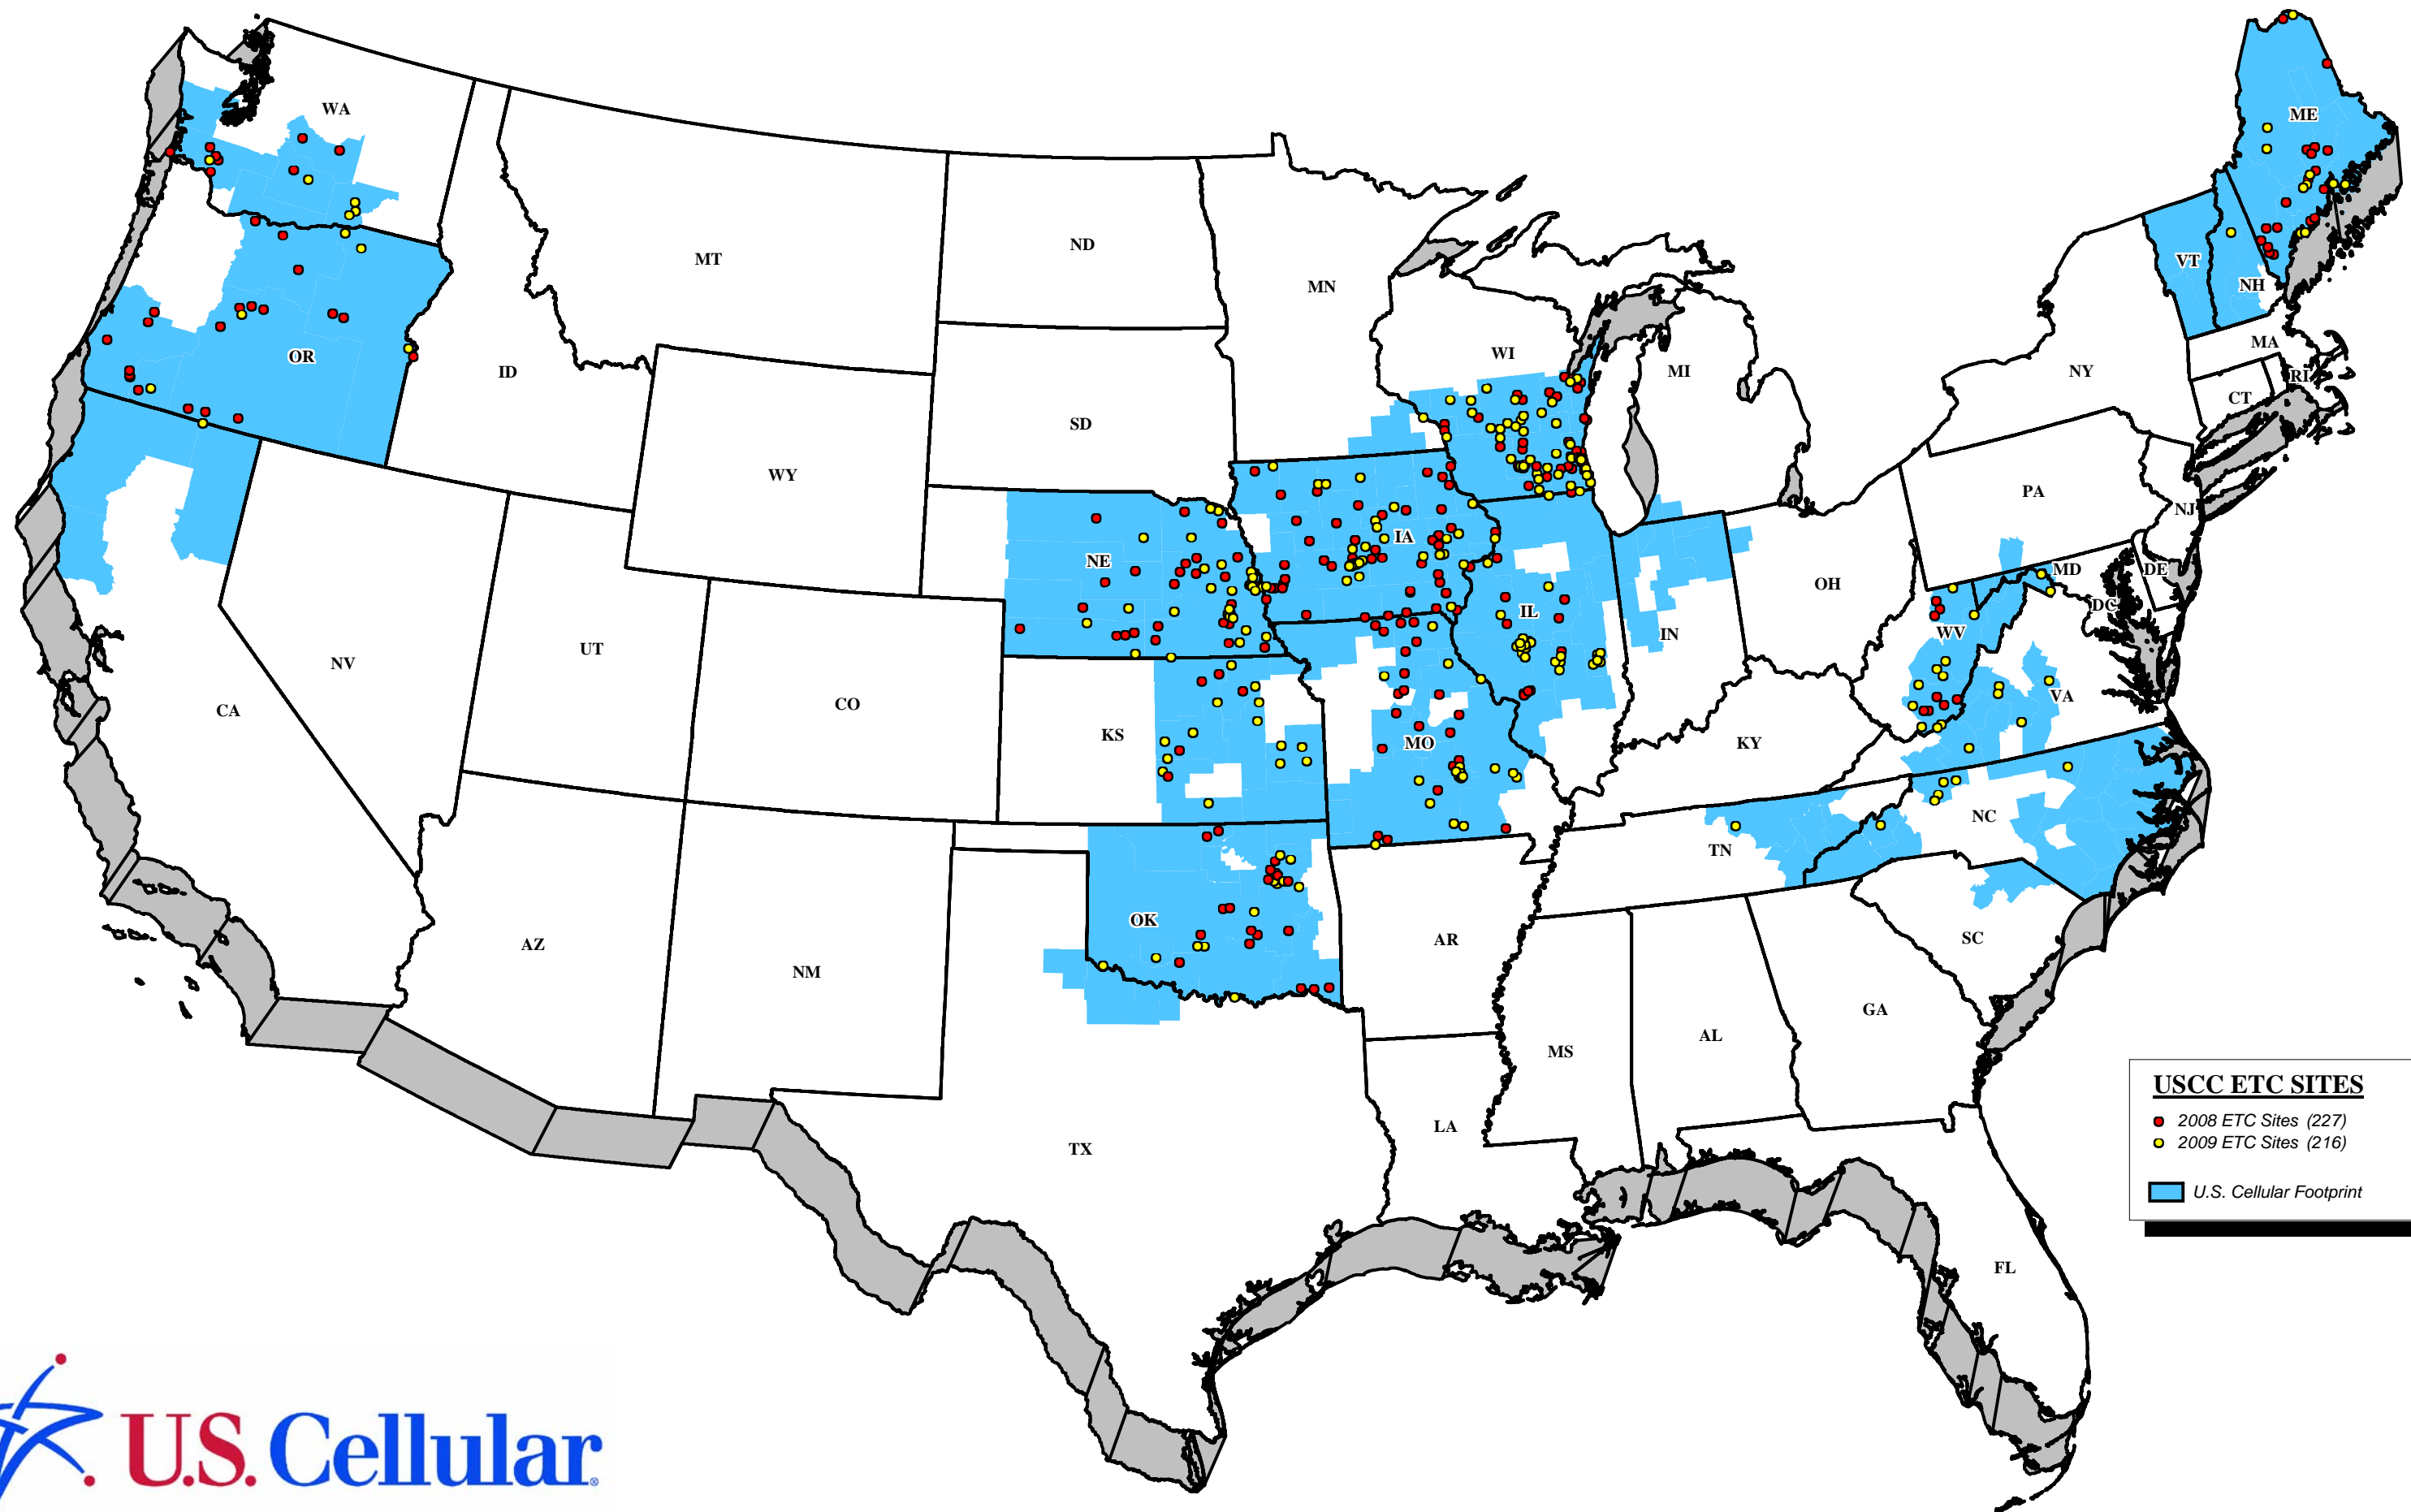 WA
ME
MT
ND
MN
VT
NH
OR
ID
WI
MI
NY
MA
RI
CT
SD
WY
PA
NJ
IA
NE
MD
DE
OH
DC
IL
IN
WV
UT
NV
CO
CA
VA
KS
MO
KY
NC
TN
OK
AZ
AR
SC
NM
GA
AL
MS
LA
TX
FL
USCC ETC SITES
2008 ETC Sites (227)
2009 ETC Sites (216)
U.S. Cellular Footprint
U.S. Cellular®